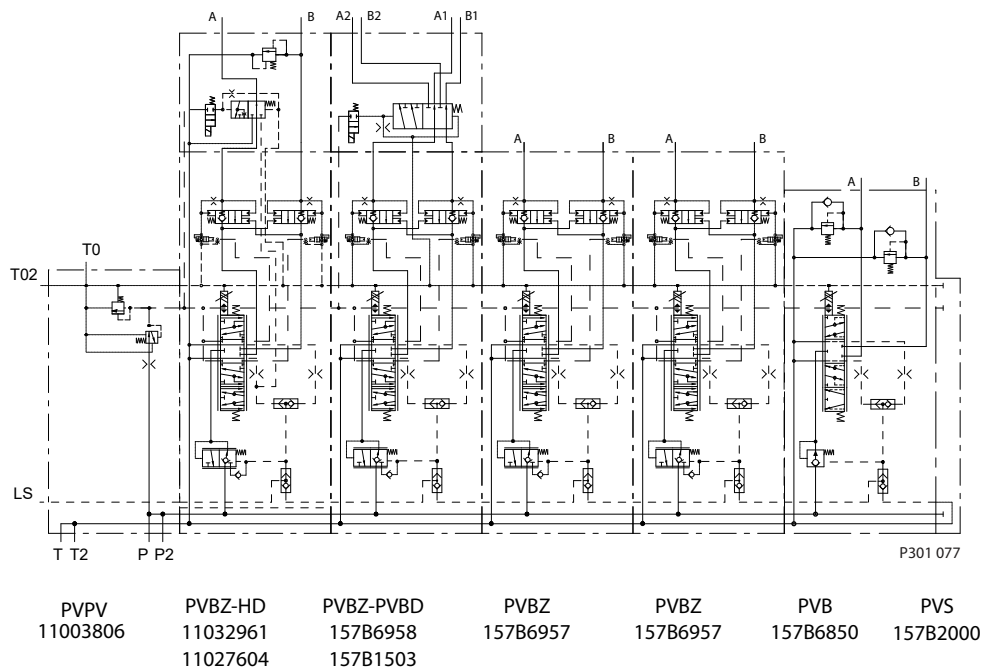 A B A2 B2 A1 B1
A B A B
A B
T0
T02
LS
T T2 P P2
P301 077
PVPV PVBZ-HD PVBZ-PVBD PVBZ PVBZ PVB PVS
11003806 11032961 157B6958 157B6957 157B6957 157B6850 157B2000
11027604 157B1503